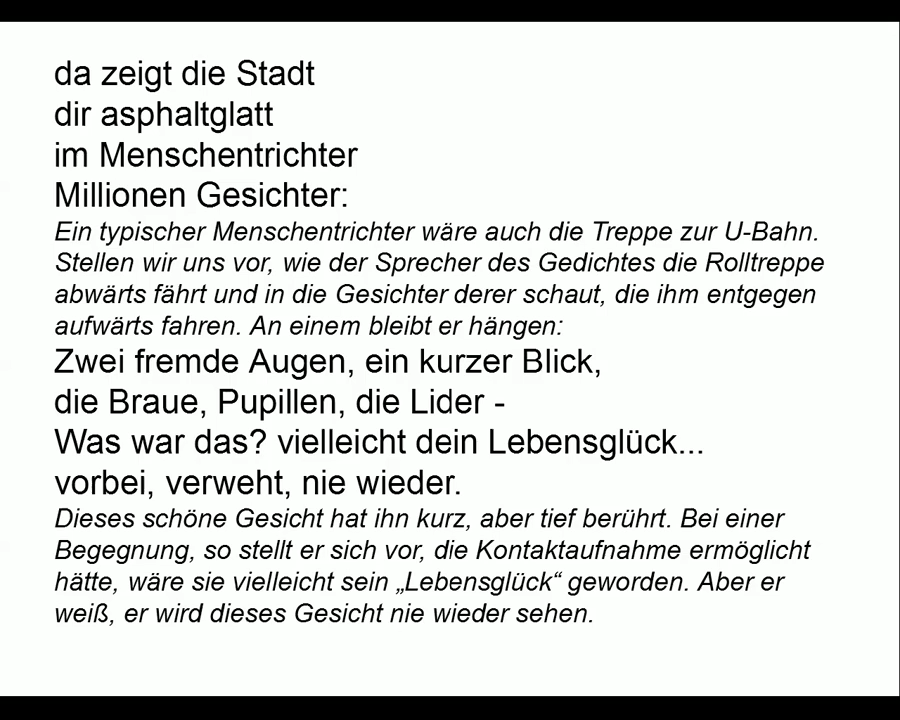 da zeigt die Stadt
dir asphaltglatt
im Menschentrichter
Millionen Gesichter:
Ein typischer Menschentrichter wäre auch die Treppe zur U-Bahn.
Stellen wir uns vor, wie der Sprecher des Gedichtes die Rolltreppe
abwärts fährt und in die Gesichter derer schaut, die ihm entgegen
aufwärts fahren. An einem bleibt er hängen:
Zwei fremde Augen, ein kurzer Blick,
die Braue, Pupillen, die Lider -
Was war das? vielleicht dein Lebensglück...
vorbei, verweht, nie wieder.
Dieses schöne Gesicht hat ihn kurz, aber tief berührt. Bei einer
Begegnung, so stellt er sich vor, die Kontaktaufnahme ermöglicht
hätte, wäre sie vielleicht sein „Lebensglück“ geworden. Aber er
weiß, er wird dieses Gesicht nie wieder sehen.